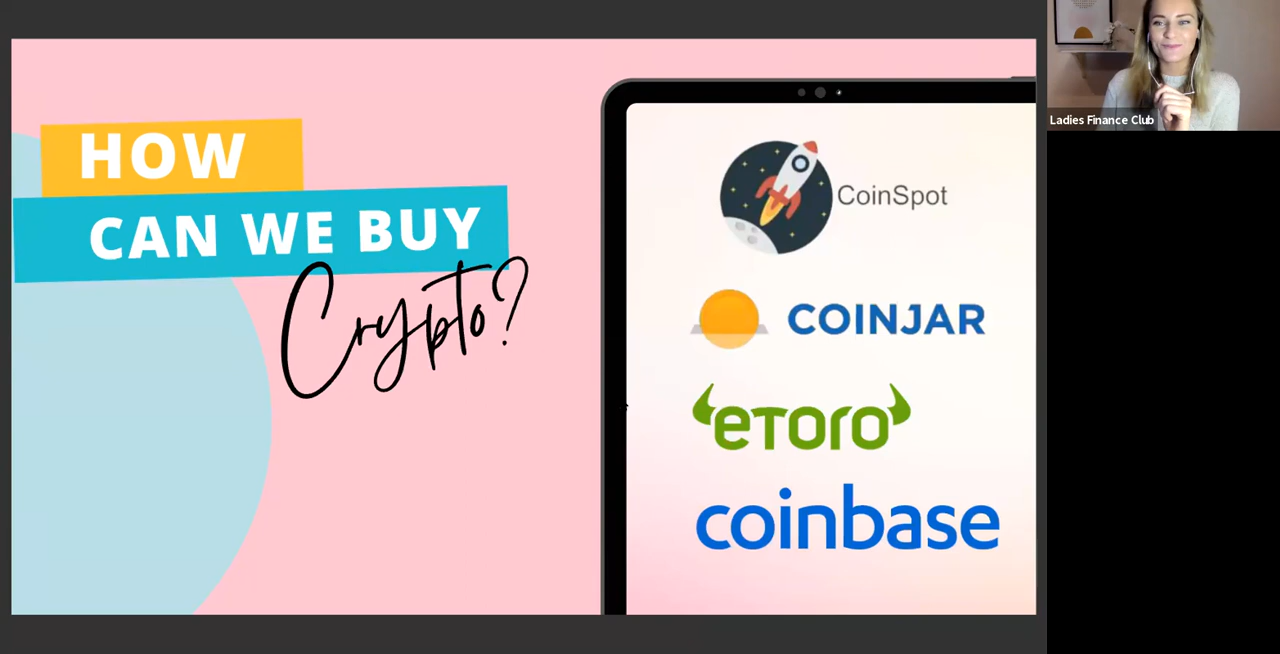 HOW
CAN WE BUY
Crypto?
CoinSpot
COINJAR
eToro
coinbase
Ladies Finance Club